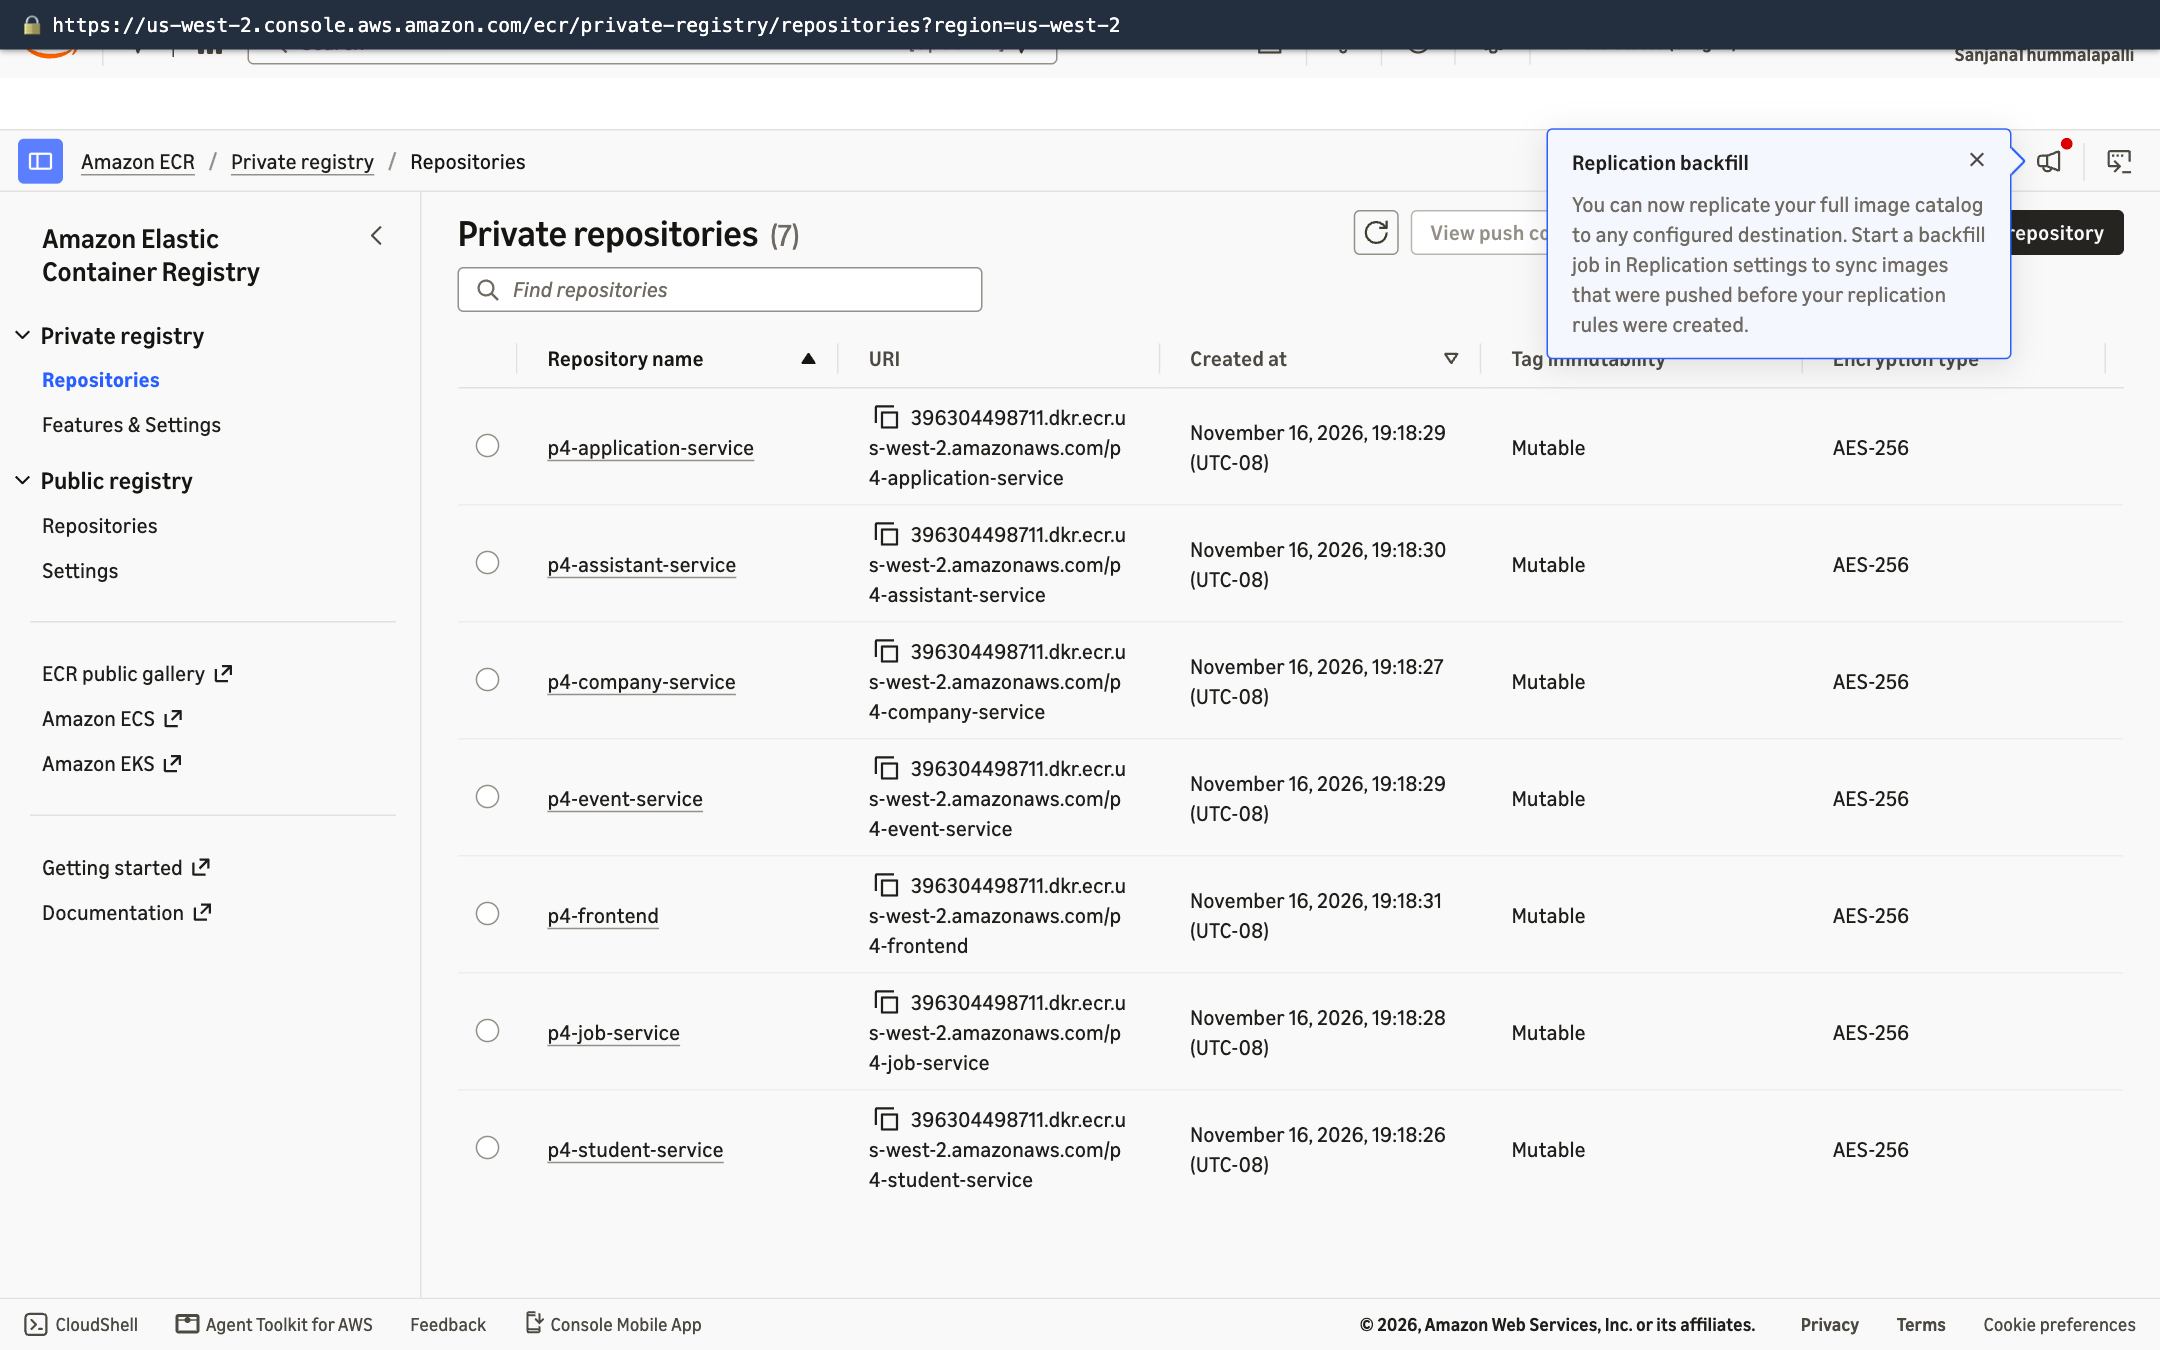 https://us-west-2.console.aws.amazon.com/ecr/private-registry/repositories?region=us-west-2
SanjanaThummalapalli
Amazon ECR / Private registry / Repositories
Replication backfill
You can now replicate your full image catalog
to any configured destination. Start a backfill
job in Replication settings to sync images
that were pushed before your replication
rules were created.
Amazon Elastic
Container Registry
Private registry
Repositories
Features & Settings
Public registry
Repositories
Settings
ECR public gallery
Amazon ECS
Amazon EKS
Getting started
Documentation
Private repositories (7)
View push
repository
Find repositories
Repository name URI Created at Tag immutability Encryption type
396304498711.dkr.ecr.u
p4-application-service s-west-2.amazonaws.com/p November 16, 2026, 19:18:29 Mutable AES-256
4-application-service (UTC-08)
396304498711.dkr.ecr.u
p4-assistant-service s-west-2.amazonaws.com/p November 16, 2026, 19:18:30 Mutable AES-256
4-assistant-service (UTC-08)
396304498711.dkr.ecr.u
p4-company-service s-west-2.amazonaws.com/p November 16, 2026, 19:18:27 Mutable AES-256
4-company-service (UTC-08)
396304498711.dkr.ecr.u
p4-event-service s-west-2.amazonaws.com/p November 16, 2026, 19:18:29 Mutable AES-256
4-event-service (UTC-08)
396304498711.dkr.ecr.u
p4-frontend s-west-2.amazonaws.com/p November 16, 2026, 19:18:31 Mutable AES-256
4-frontend (UTC-08)
396304498711.dkr.ecr.u
p4-job-service s-west-2.amazonaws.com/p November 16, 2026, 19:18:28 Mutable AES-256
4-job-service (UTC-08)
396304498711.dkr.ecr.u
p4-student-service s-west-2.amazonaws.com/p November 16, 2026, 19:18:26 Mutable AES-256
4-student-service (UTC-08)
CloudShell Agent Toolkit for AWS Feedback Console Mobile App © 2026, Amazon Web Services, Inc. or its affiliates. Privacy Terms Cookie preferences